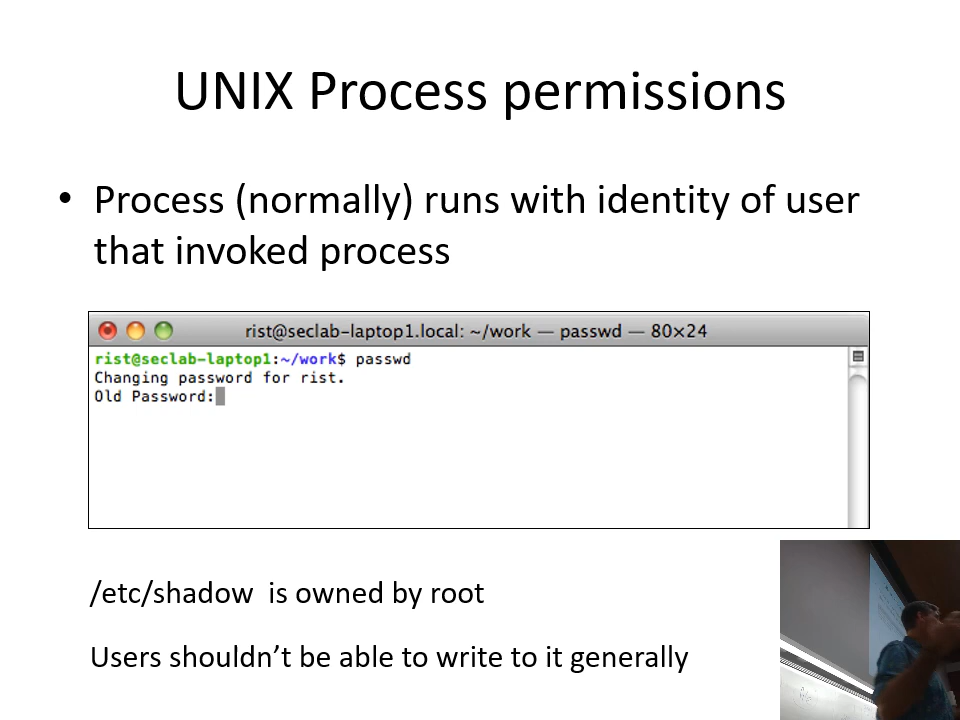 UNIX Process permissions
• Process (normally) runs with identity of user
that invoked process
rist@seclab-laptop1.local: ~/work — passwd — 80×24
rist@seclab-laptop1:~/work$ passwd
Changing password for rist.
Old Password:
/etc/shadow is owned by root
Users shouldn’t be able to write to it generally